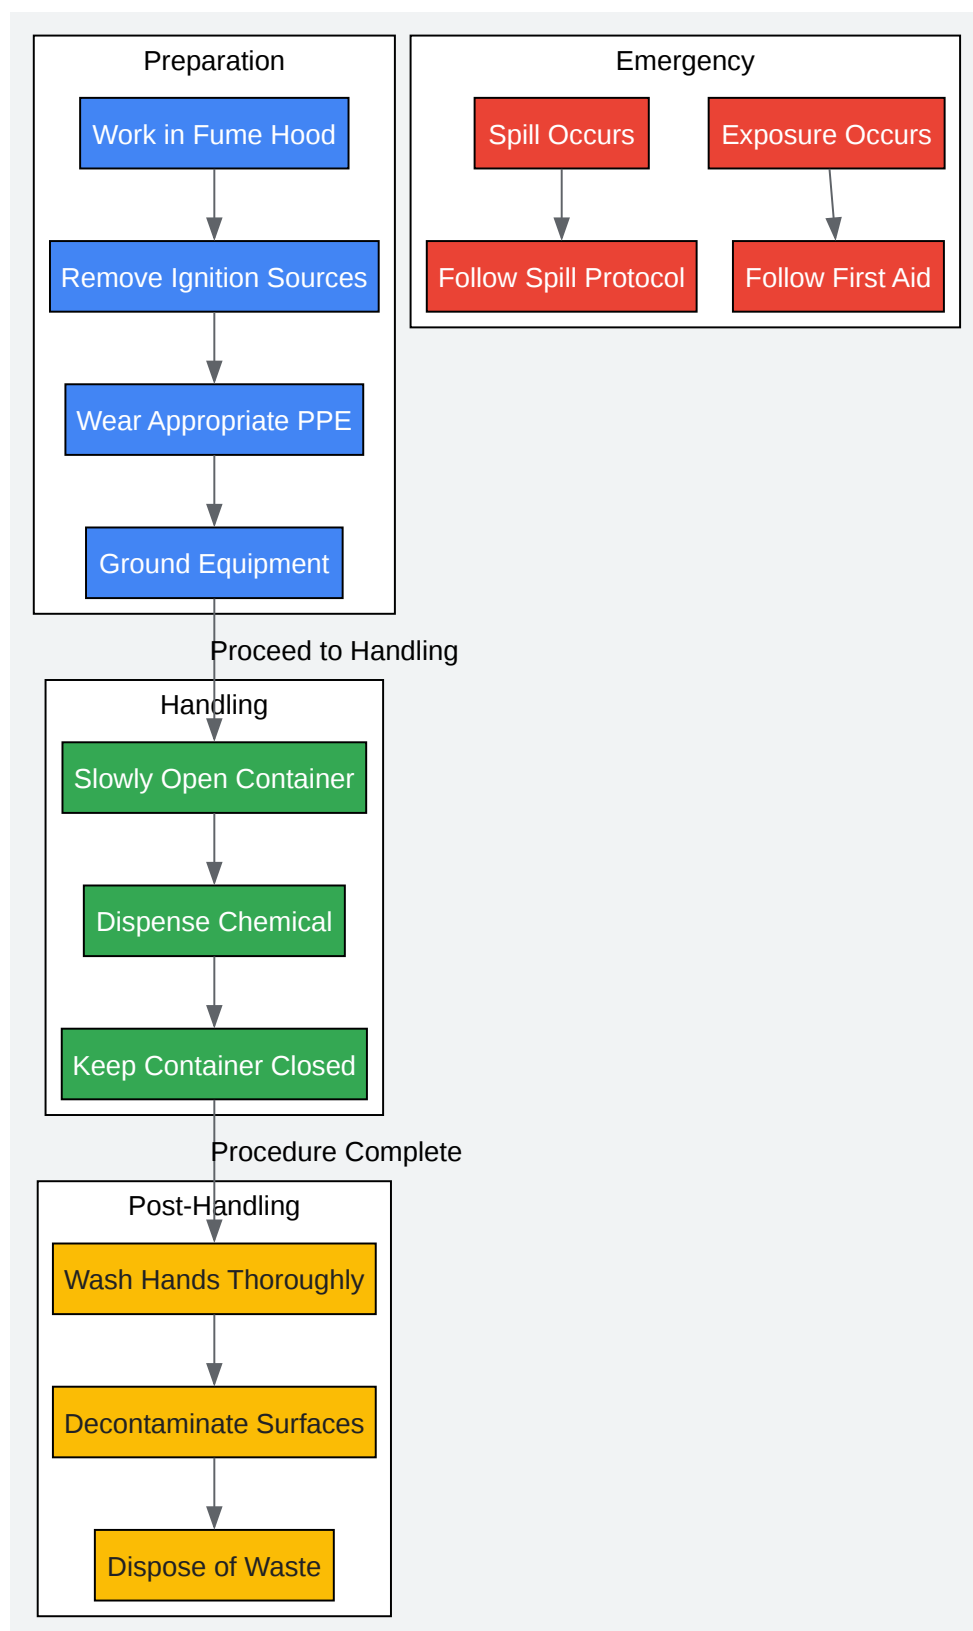 Preparation
Work in Fume Hood
Remove Ignition Sources
Wear Appropriate PPE
Ground Equipment
Emergency
Spill Occurs
Exposure Occurs
Follow Spill Protocol
Follow First Aid
Proceed to Handling
Handling
Slowly Open Container
Dispense Chemical
Keep Container Closed
Procedure Complete
Post-Handling
Wash Hands Thoroughly
Decontaminate Surfaces
Dispose of Waste